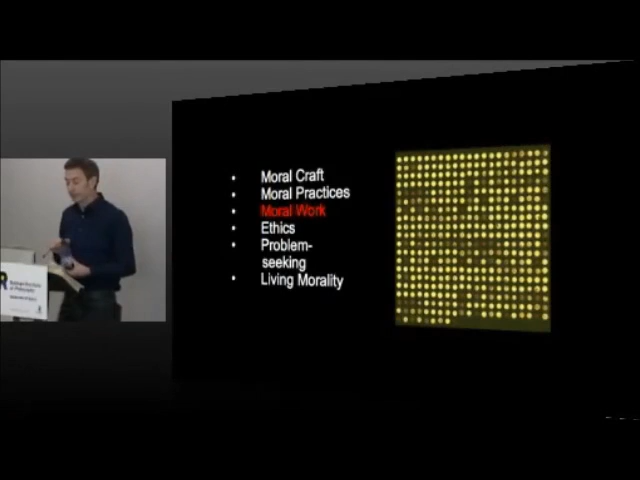 • Moral Craft
• Moral Practices
• Moral Work
• Ethics
• Problem-
seeking
• Living Morality